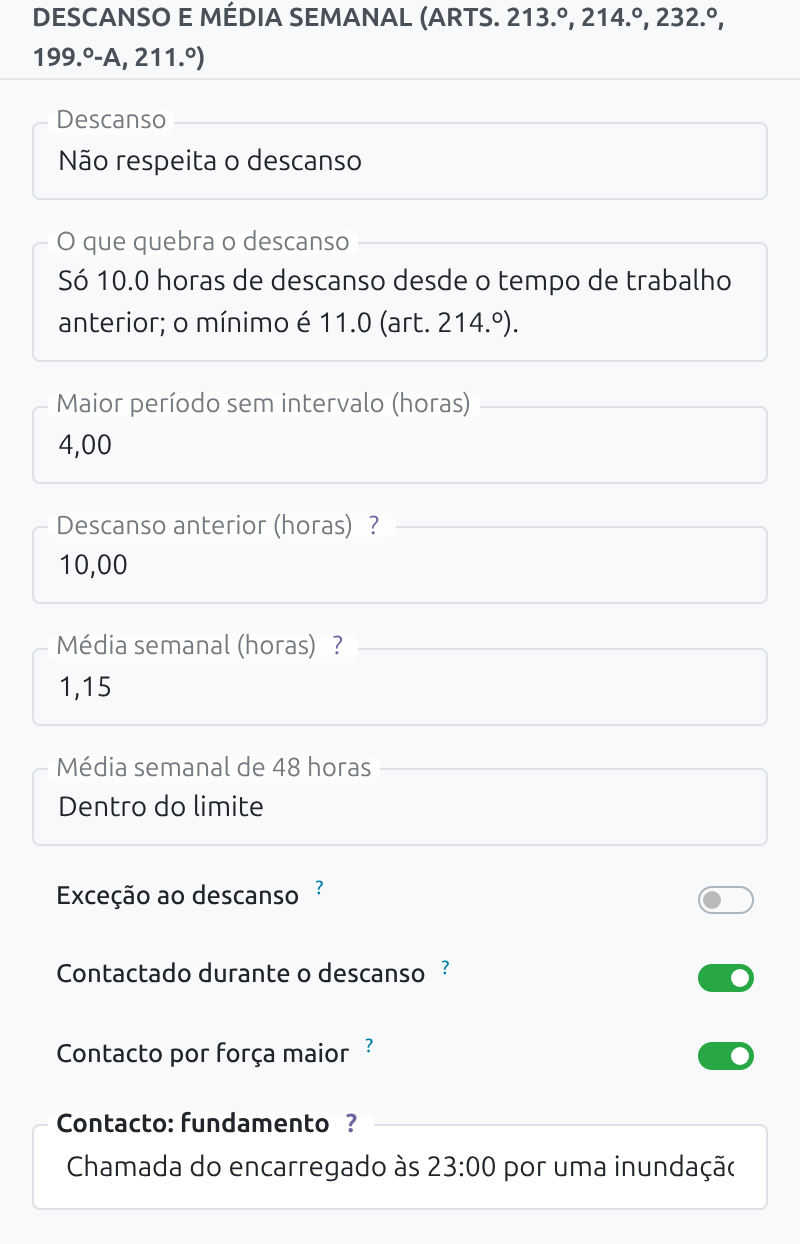 DESCANSO E MÉDIA SEMANAL (ARTS. 213.º, 214.º, 232.º,
199.º-A, 211.º)
Descanso
Não respeita o descanso
O que quebra o descanso
Só 10.0 horas de descanso desde o tempo de trabalho
anterior; o mínimo é 11.0 (art. 214.º).
Maior período sem intervalo (horas)
4,00
Descanso anterior (horas) ?
10,00
Média semanal (horas) ?
1,15
Média semanal de 48 horas
Dentro do limite
Exceção ao descanso ?
Contactado durante o descanso ?
Contacto por força maior ?
Contacto: fundamento ?
Chamada do encarregado às 23:00 por uma inundação